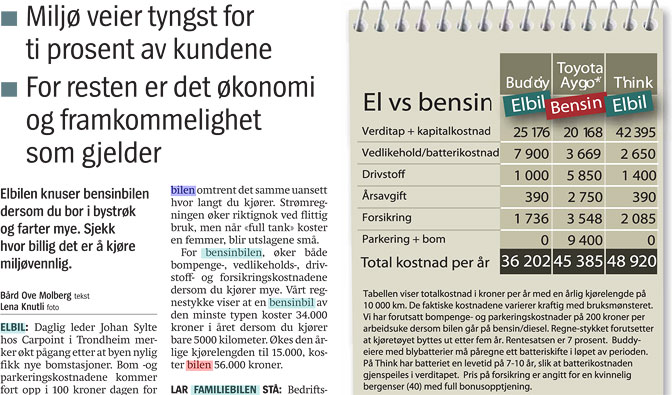 Miljø veier tyngst for
ti prosent av kundene
For resten er det økonomi
og framkommelighet
som gjelder
Elbilen knuser bensinbilen
dersom du bor i bystrøk
og farter mye. Sjekk
hvor billig det er å kjøre
miljøvennlig.
Bård Ove Molberg tekst
Lena Knutli foto
ELBIL: Daglig leder Johan Sylte
hos Carpoint i Trondheim mer-
ker økt pågang etter at byen nylig
fikk nye bomstasjoner. Bom -og
parkeringskostnadene kommer
fort opp i 100 kroner dagen for
bilen omtrent det samme uansett
hvor langt du kjører. Strømreg-
ningen øker riktignok ved flittig
bruk, men når «full tank» koster
en femmer, blir utslagene små.
For bensinbilen, øker både
bompenge-, vedlikeholds-, driv-
stoff- og forsikringskostnadene
dersom du kjører mye. Vårt reg-
nestykke viser at en bensinbil av
den minste typen koster 34.000
kroner i året dersom du kjører
bare 5000 kilometer. Økes den år-
lige kjørelengden til 15.000, kos-
ter bilen 56.000 kroner.
LAR FAMILIEBILEN STÅ: Bedrifts-
El vs bensin
Buddy Toyota Aygo* Think
Elbil Bensin Elbil
Verditap + kapitalkostnad 25 176 20 168 42 395
Vedlikehold/batterikostnad 7 900 3 669 2 650
Drivstoff 1 000 5 850 1 400
Årsavgift 390 2 750 390
Forsikring 1 736 3 548 2 085
Parkering + bom 0 9 400 0
Total kostnad per år 36 202 45 385 48 920
Tabellen viser totalkostnad i kroner per år med en årlig kjørelengde på
10 000 km. De faktiske kostnadene varierer kraftig med bruksmønsteret.
Vi har forutsatt bompenge- og parkeringskostnader på 200 kroner per
arbeidsuke dersom bilen går på bensin/diesel. Regne-stykket forutsetter
at kjøretøyet byttes ut etter fem år. Rentesatsen er 7 prosent. Buddy-
eiere med blybatterier må påregne ett batteriskifte i løpet av perioden.
På Think har batteriet en levetid på 7-10 år, slik at batterikostnaden
gjenspeiles i verditapet. Pris på forsikring er angitt for en kvinnelig
bergenser (40) med full bonusopptjening.